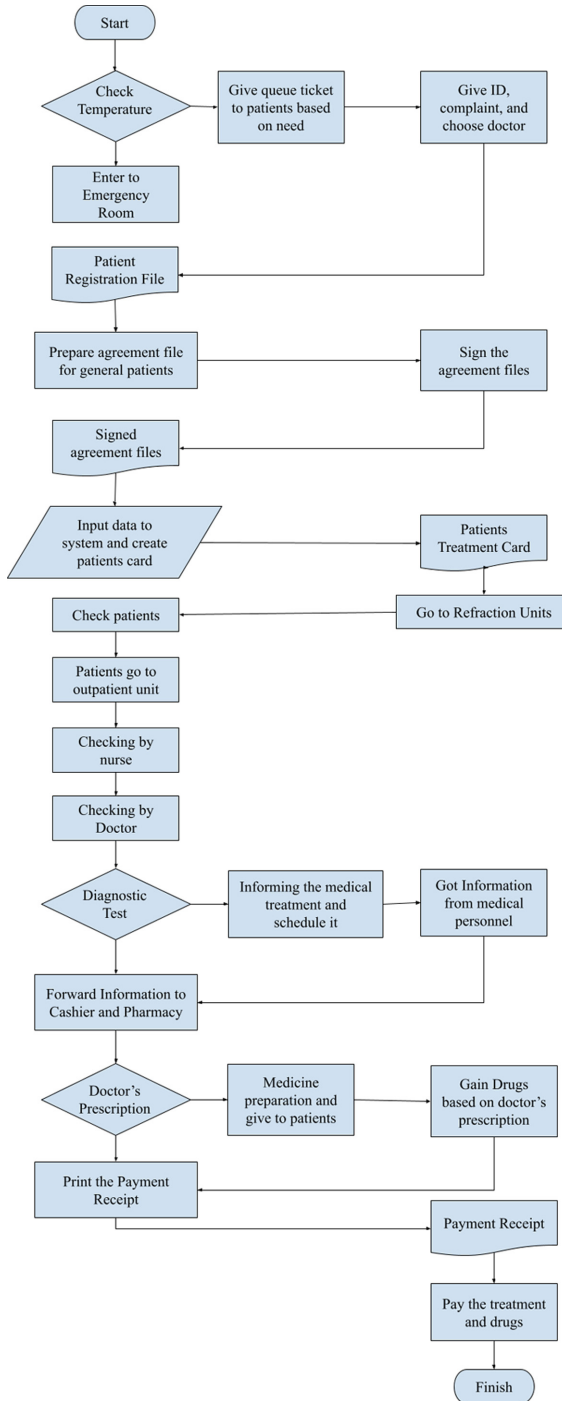 Start
Check
Temperature
Give queue ticket
to patients based
on need
Give ID,
complaint, and
choose doctor
Enter to
Emergency
Room
Patient
Registration File
Prepare agreement file
for general patients
Sign the
agreement files
Signed
agreement files
Input data to
system and create
patients card
Patients
Treatment Card
Go to Refraction Units
Check patients
Patients go to
outpatient unit
Checking by
nurse
Checking by
Doctor
Diagnostic
Test
Informing the medical
treatment and
schedule it
Got Information
from medical
personnel
Forward Information to
Cashier and Pharmacy
Doctor’s
Prescription
Medicine
preparation and
give to patients
Gain Drugs
based on doctor’s
prescription
Print the Payment
Receipt
Payment Receipt
Pay the treatment
and drugs
Finish